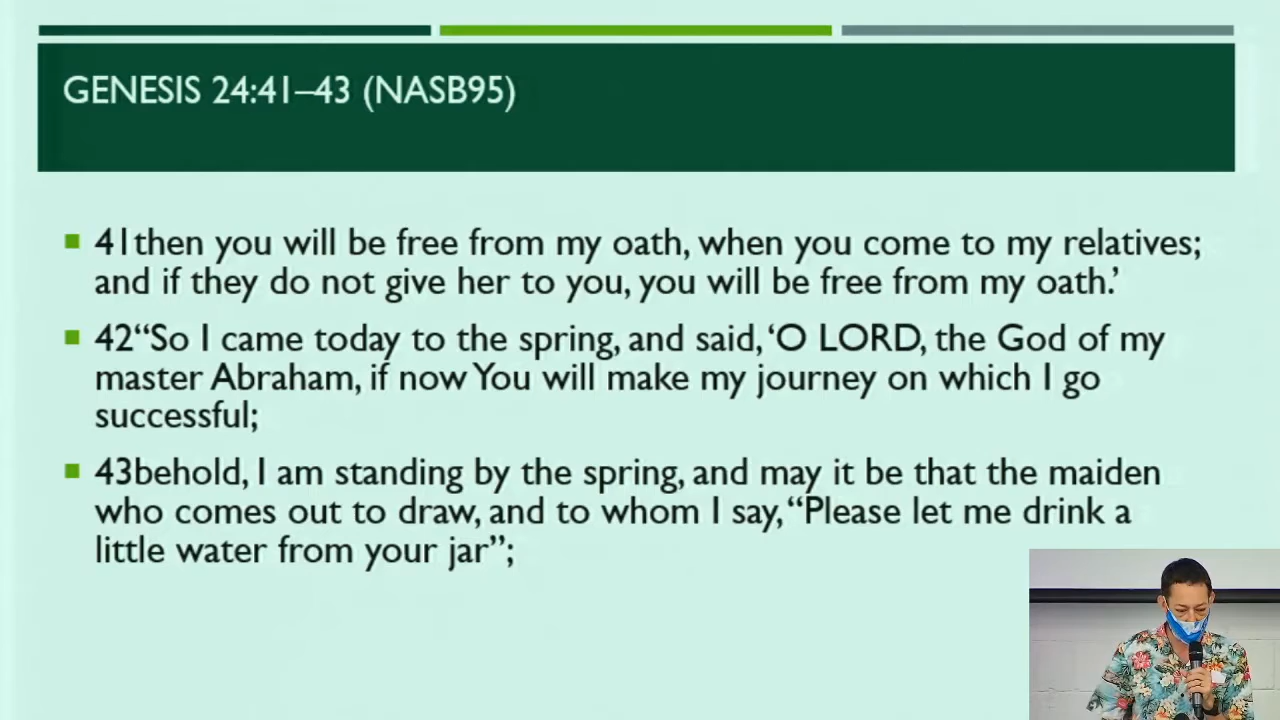 GENESIS 24:41–43 (NASB95)
41then you will be free from my oath, when you come to my relatives;
and if they do not give her to you, you will be free from my oath.’
42“So I came today to the spring, and said, ‘O LORD, the God of my
master Abraham, if now You will make my journey on which I go
successful;
43behold, I am standing by the spring, and may it be that the maiden
who comes out to draw, and to whom I say, “Please let me drink a
little water from your jar”;